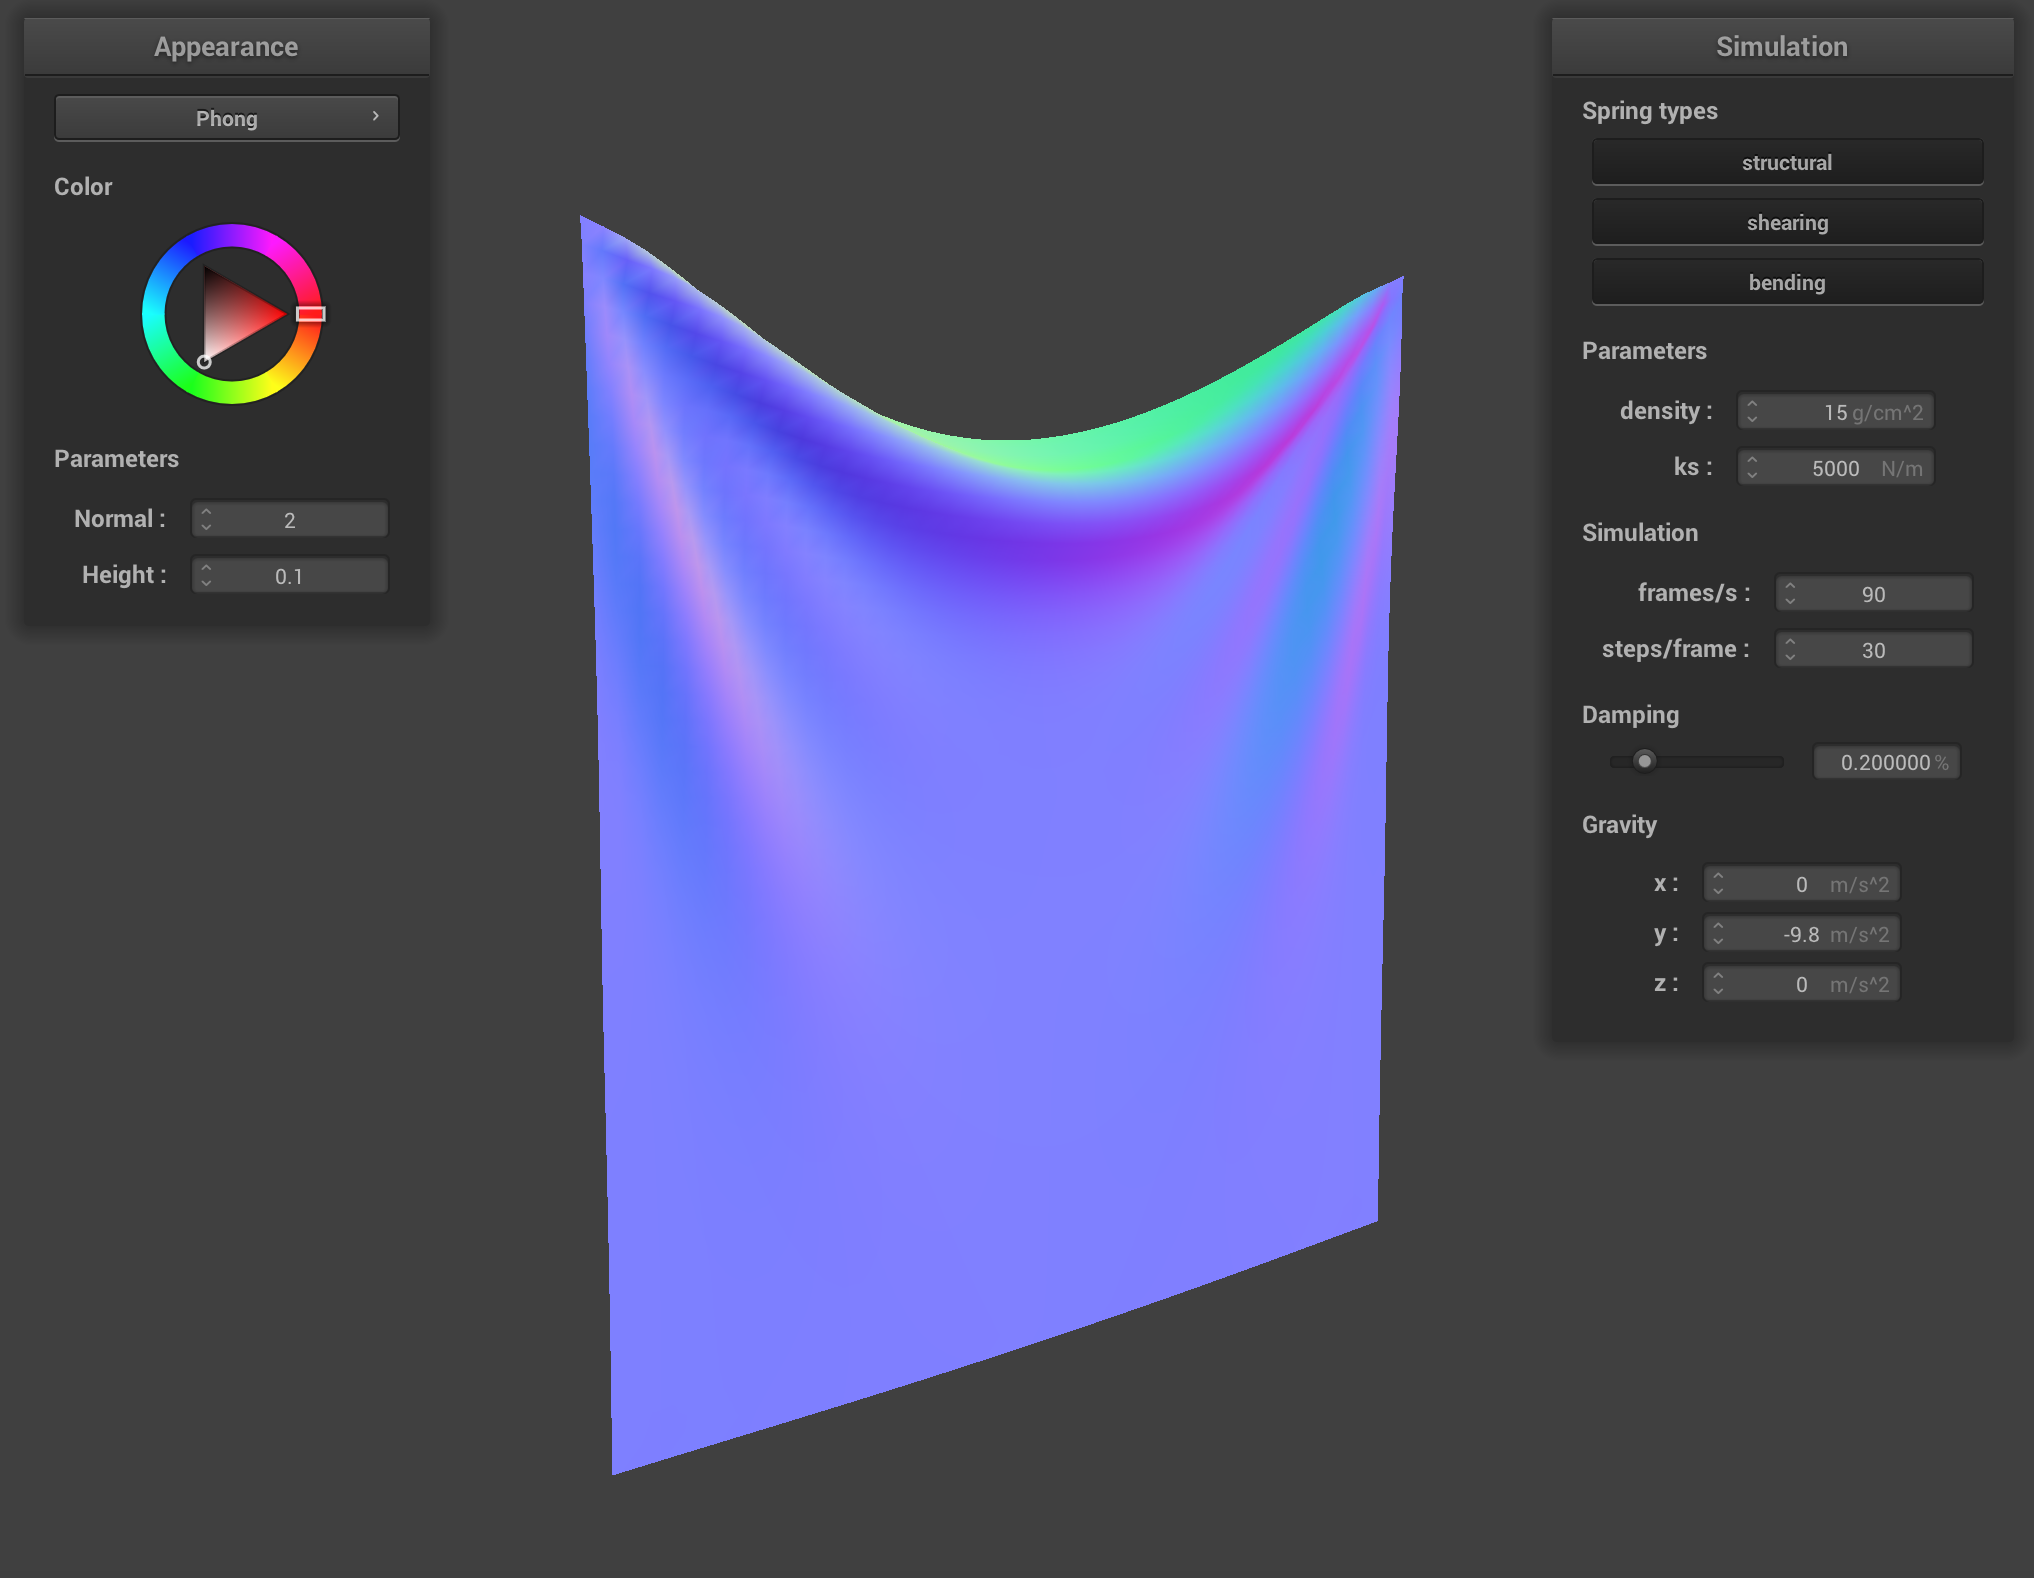 Appearance
Phong
Color
Parameters
Normal : 2
Height : 0.1
Simulation
Spring types
structural
shearing
bending
Parameters
density : 15 g/cm^2
ks : 5000 N/m
Simulation
frames/s : 90
steps/frame : 30
Damping
0.200000 %
Gravity
x : 0 m/s^2
y : -9.8 m/s^2
z : 0 m/s^2